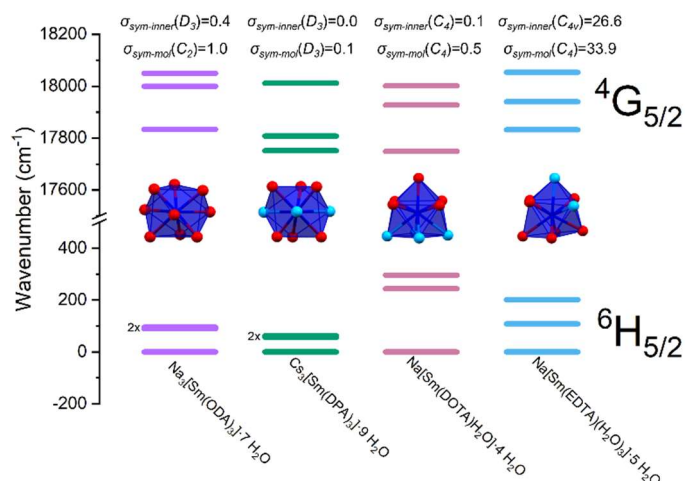 σsym-inner(D3)=0.4 σsym-inner(D3)=0.0 σsym-inner(C4)=0.1 σsym-inner(C4v)=26.6
σsym-mol(C2)=1.0 σsym-mol(D3)=0.1 σsym-mol(C4)=0.5 σsym-mol(C4)=33.9
18200
18000
17800
17600
400
200
0
-200
Wavenumber (cm-1)
4G5/2
6H5/2
2x
2x
Na3[Sm(ODA)3]·7 H2O
Cs3[Sm(DPA)3]·9 H2O
Na[Sm(DOTA)H2O]·4 H2O
Na[Sm(EDTA)(H2O)3]·5 H2O